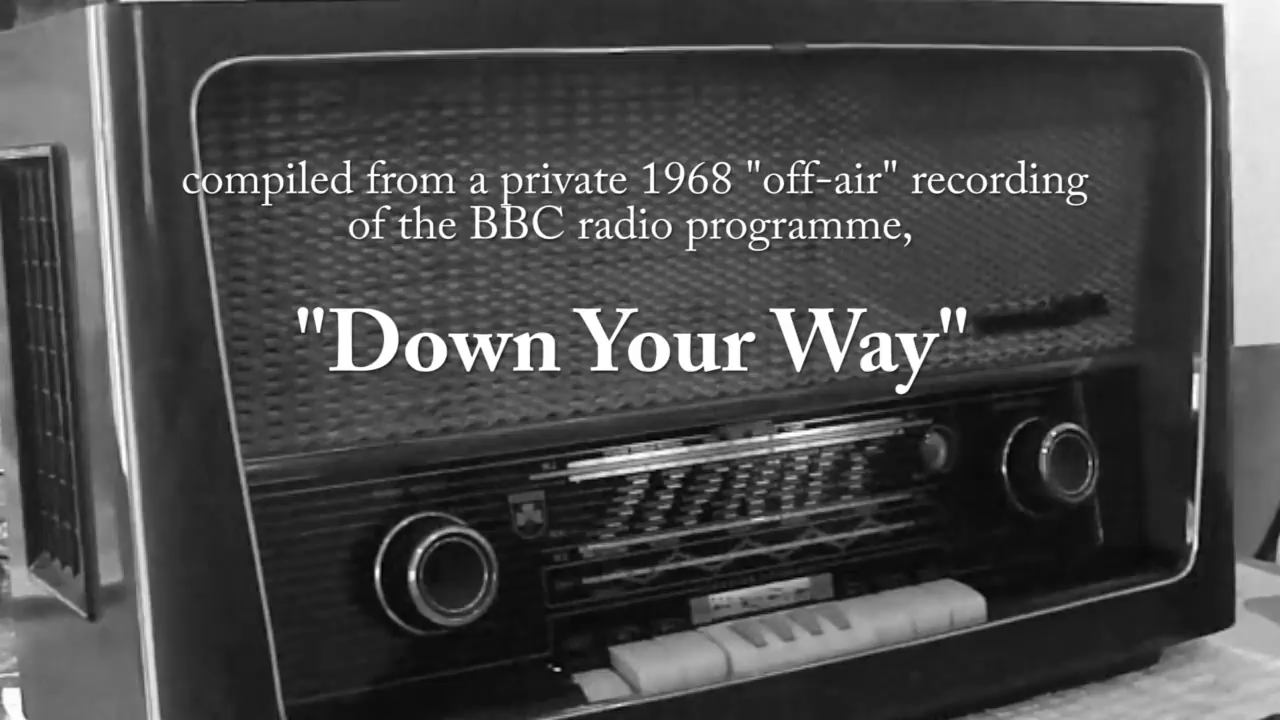 compiled from a private 1968 "off-air" recording
of the BBC radio programme,
"Down Your Way"